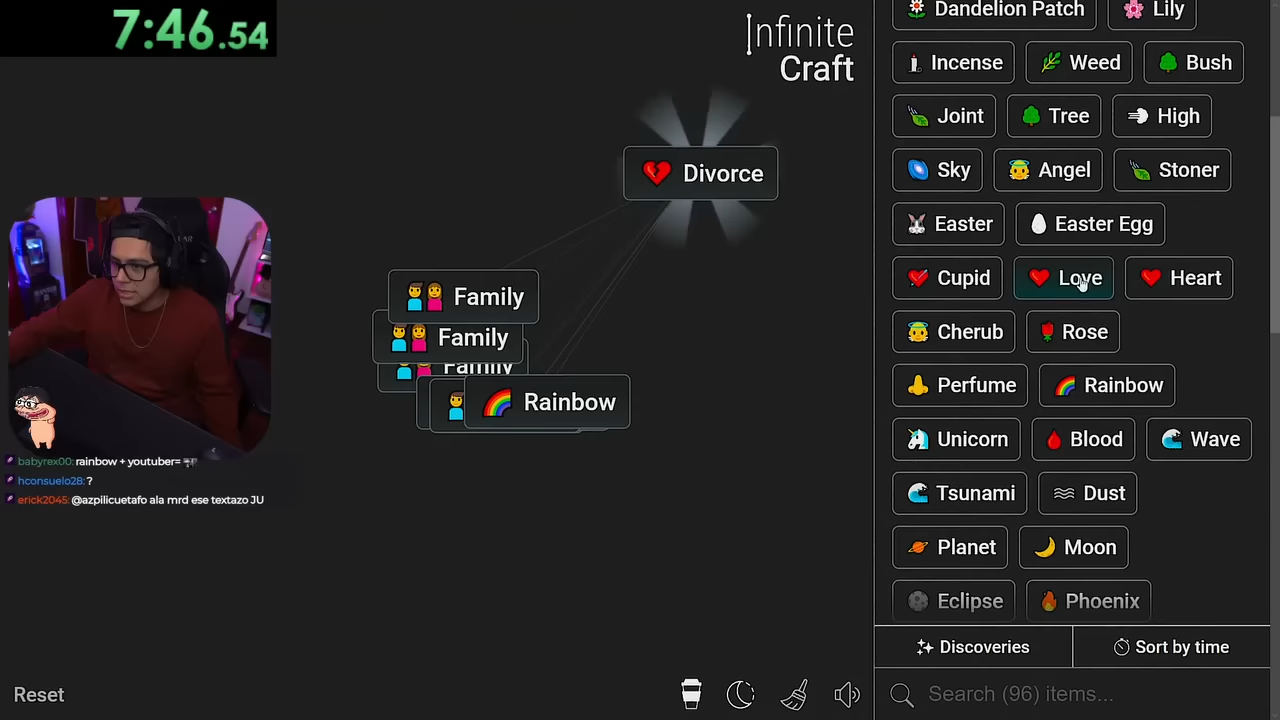 7:46.54
Infinite
Craft
Divorce
Family
Family
Family
Rainbow
babyrex00: rainbow + youtuber=
hconsuelo28: ?
erick2045: @azpilicuetafo ala mrd ese textazo JU
Reset
Dandelion Patch
Lily
Incense
Weed
Bush
Joint
Tree
High
Sky
Angel
Stoner
Easter
Easter Egg
Cupid
Love
Heart
Cherub
Rose
Perfume
Rainbow
Unicorn
Blood
Wave
Tsunami
Dust
Planet
Moon
Eclipse
Phoenix
Discoveries
Sort by time
Search (96) items...